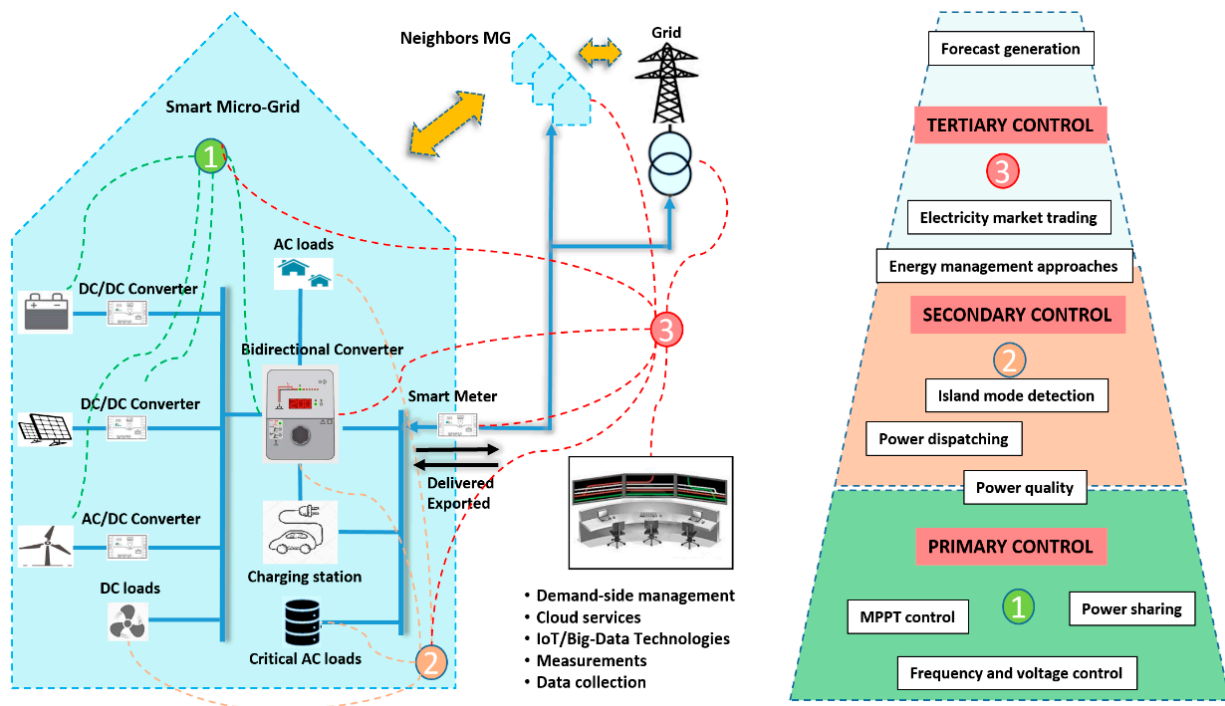 Neighbors MG
Grid
Smart Micro-Grid
1
AC loads
DC/DC Converter
Bidirectional Converter
3
DC/DC Converter
Smart Meter
Delivered
Exported
AC/DC Converter
Charging station
DC loads
Critical AC loads
2
• Demand-side management
• Cloud services
• IoT/Big-Data Technologies
• Measurements
• Data collection
Forecast generation
TERTIARY CONTROL
3
Electricity market trading
Energy management approaches
SECONDARY CONTROL
2
Island mode detection
Power dispatching
Power quality
PRIMARY CONTROL
1
MPPT control
Power sharing
Frequency and voltage control